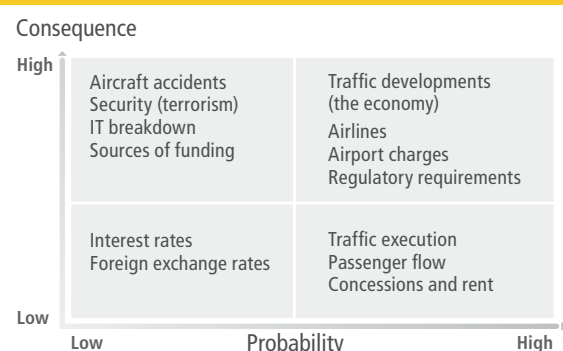 Consequence
High
Aircraft accidents
Security (terrorism)
IT breakdown
Sources of funding
Traffic developments
(the economy)
Airlines
Airport charges
Regulatory requirements
Interest rates
Foreign exchange rates
Traffic execution
Passenger flow
Concessions and rent
Low
Low Probability High